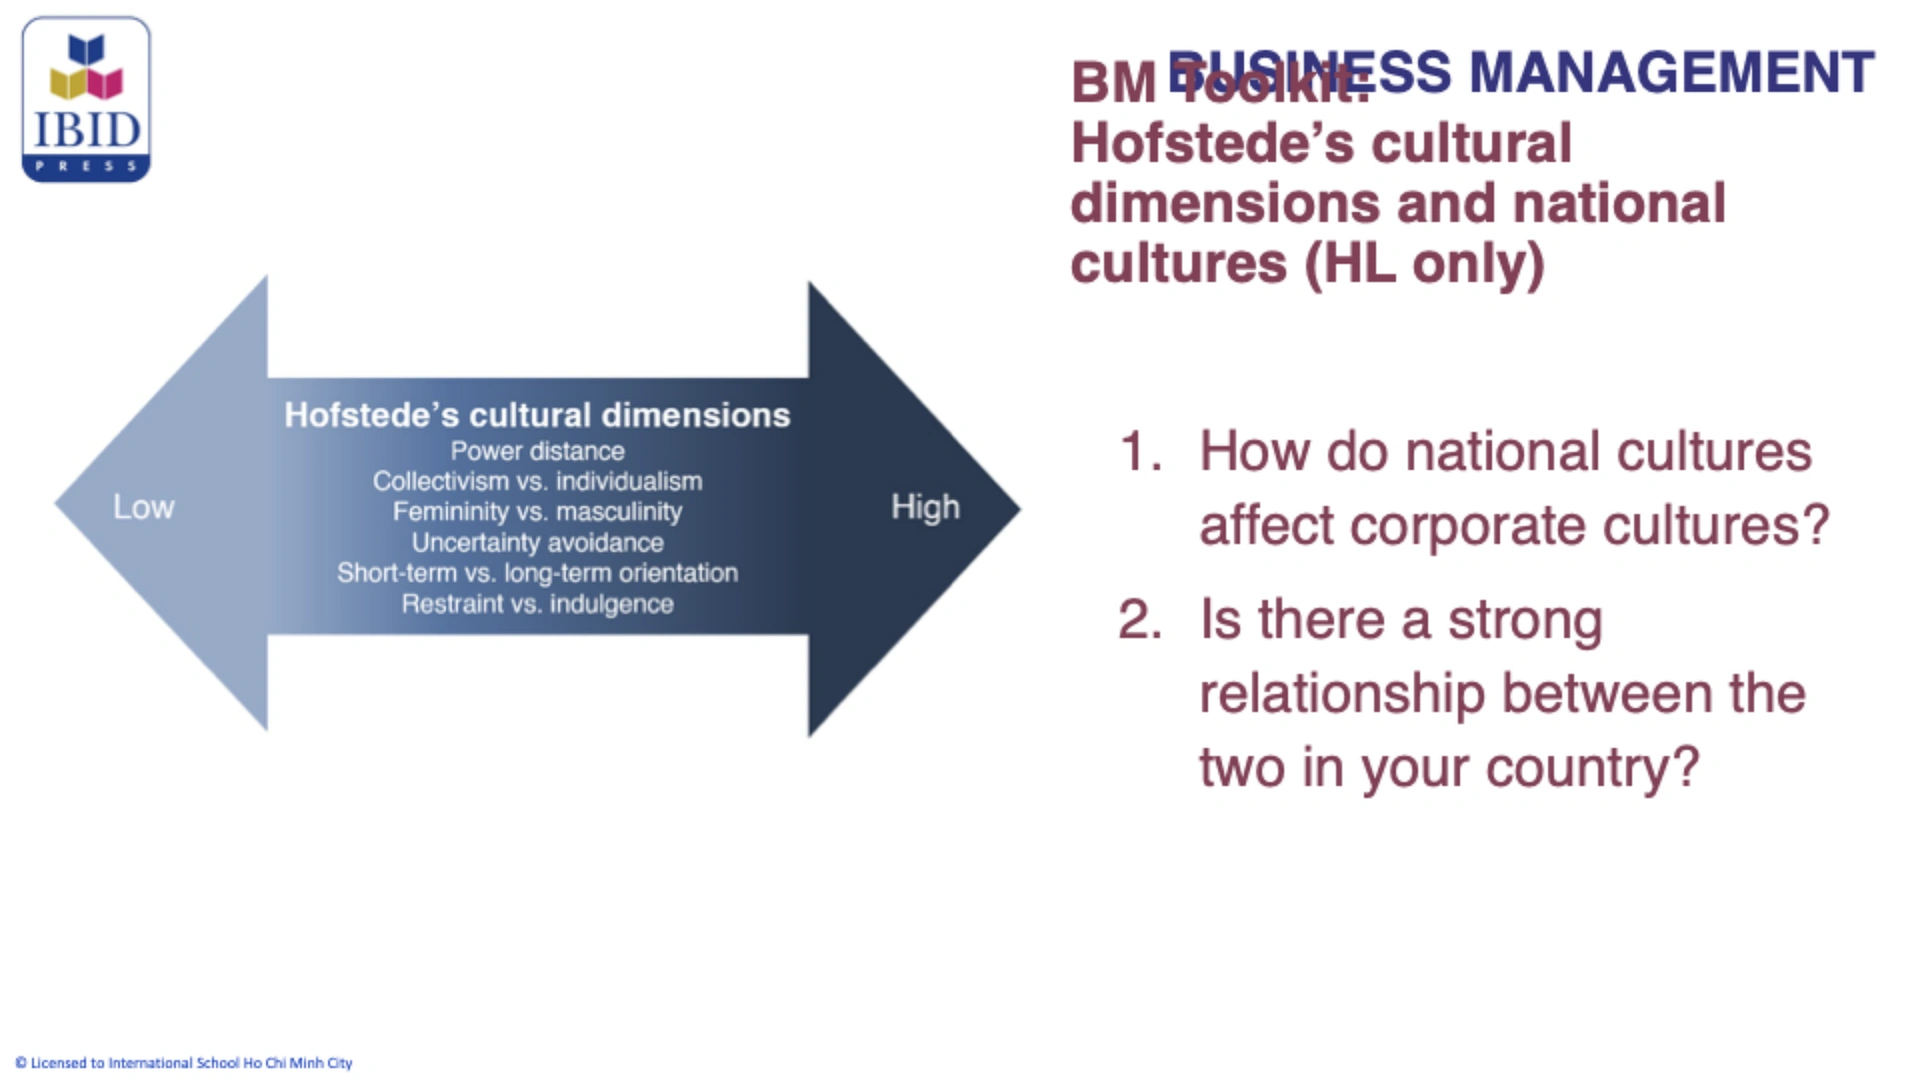 IBID
PRESS
BUSINESS MANAGEMENT
BM Toolkit:
Hofstede’s cultural
dimensions and national
cultures (HL only)
Low
Hofstede’s cultural dimensions
Power distance
Collectivism vs. individualism
Femininity vs. masculinity
Uncertainty avoidance
Short-term vs. long-term orientation
Restraint vs. indulgence
High
1. How do national cultures
affect corporate cultures?
2. Is there a strong
relationship between the
two in your country?
© Licensed to International School Ho Chi Minh City